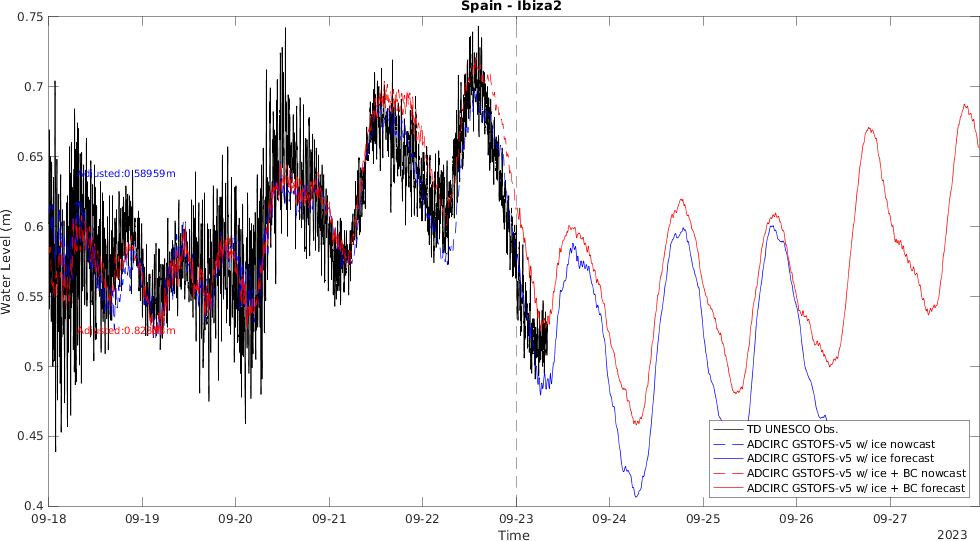 Spain - Ibiza2
0.75
0.7
0.65
0.6
0.55
0.5
0.45
0.4
Water Level (m)
Adjusted:0.58959m
TD UNESCO Obs.
ADCIRC GSTOFS-v5 w/ ice nowcast
ADCIRC GSTOFS-v5 w/ ice forecast
ADCIRC GSTOFS-v5 w/ ice + BC nowcast
ADCIRC GSTOFS-v5 w/ ice + BC forecast
09-18 09-19 09-20 09-21 09-22 09-23 09-24 09-25 09-26 09-27
Time
2023